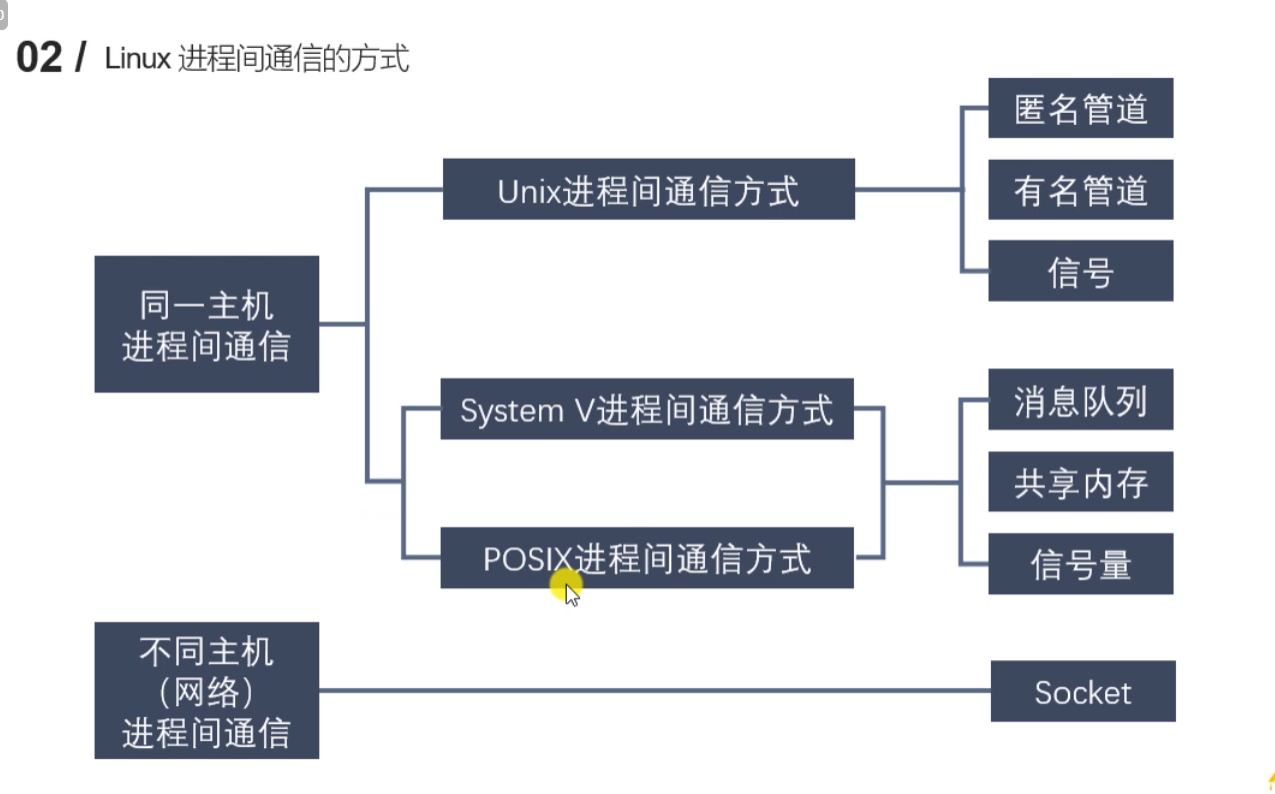 02 / Linux 进程间通信的方式
匿名管道
Unix进程间通信方式
有名管道
信号
同一主机
进程间通信
System V进程间通信方式
消息队列
共享内存
POSIX进程间通信方式
信号量
不同主机
（网络）
进程间通信
Socket